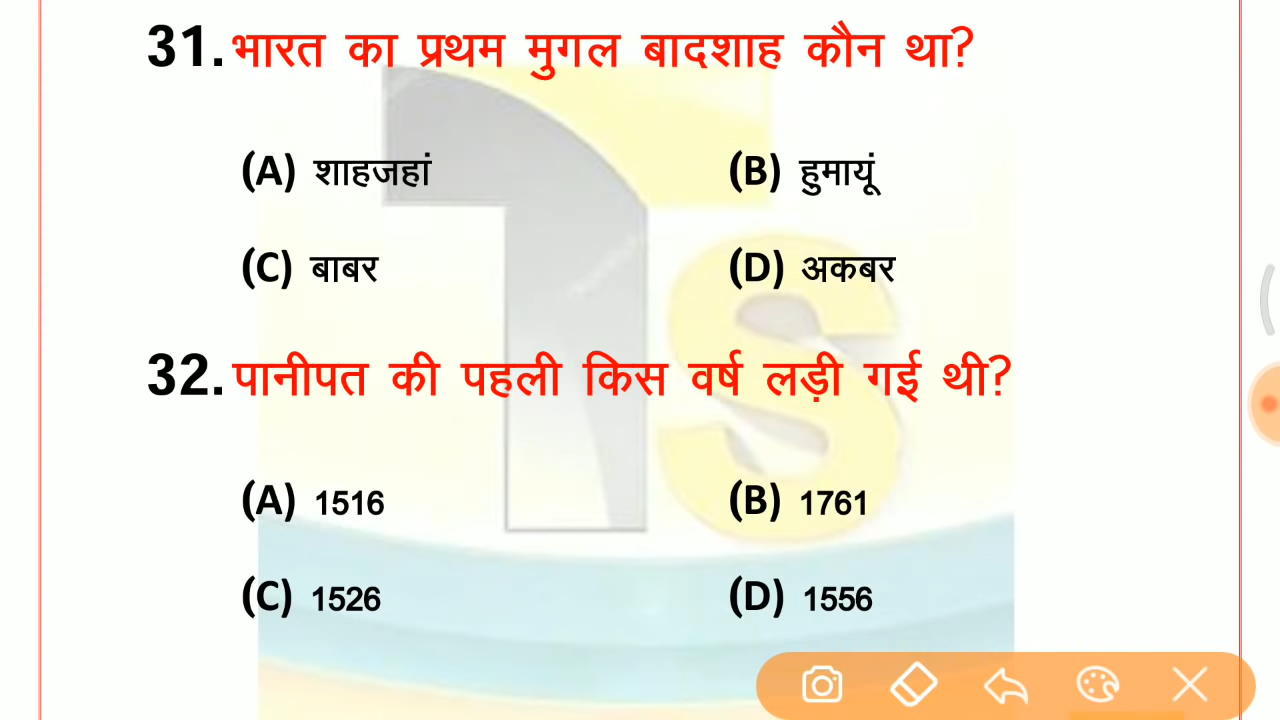 31. भारत का प्रथम मुगल बादशाह कौन था?
(A) शाहजहां (B) हुमायूं
(C) बाबर (D) अकबर
32. पानीपत की पहली किस वर्ष लड़ी गई थी?
(A) 1516 (B) 1761
(C) 1526 (D) 1556